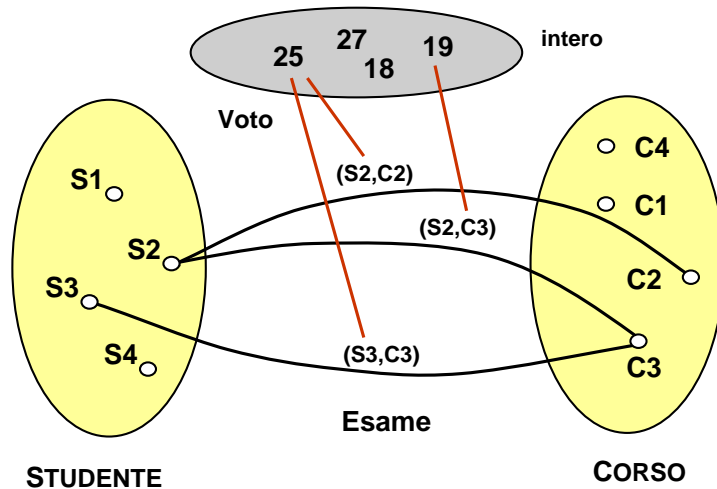 27
19
intero
25
18
Voto
C4
(S2,C2)
S1
C1
(S2,C3)
S2
C2
S3
(S3,C3)
S4
C3
Esame
STUDENTE
CORSO